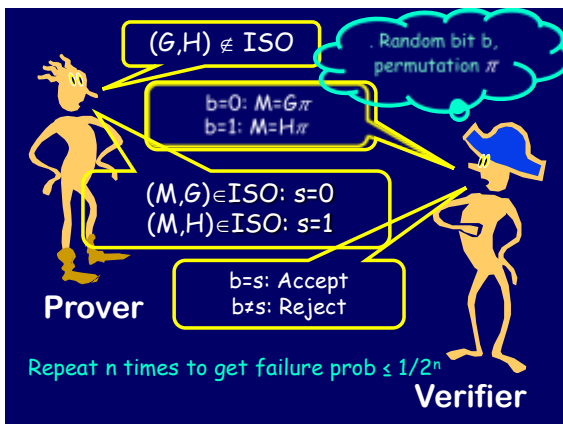 (G,H) ∉ ISO
. Random bit b,
permutation π
b=0: M=Gπ
b=1: M=Hπ
(M,G)∈ISO: s=0
(M,H)∈ISO: s=1
b=s: Accept
b≠s: Reject
Prover
Repeat n times to get failure prob ≤ 1/2ⁿ
Verifier